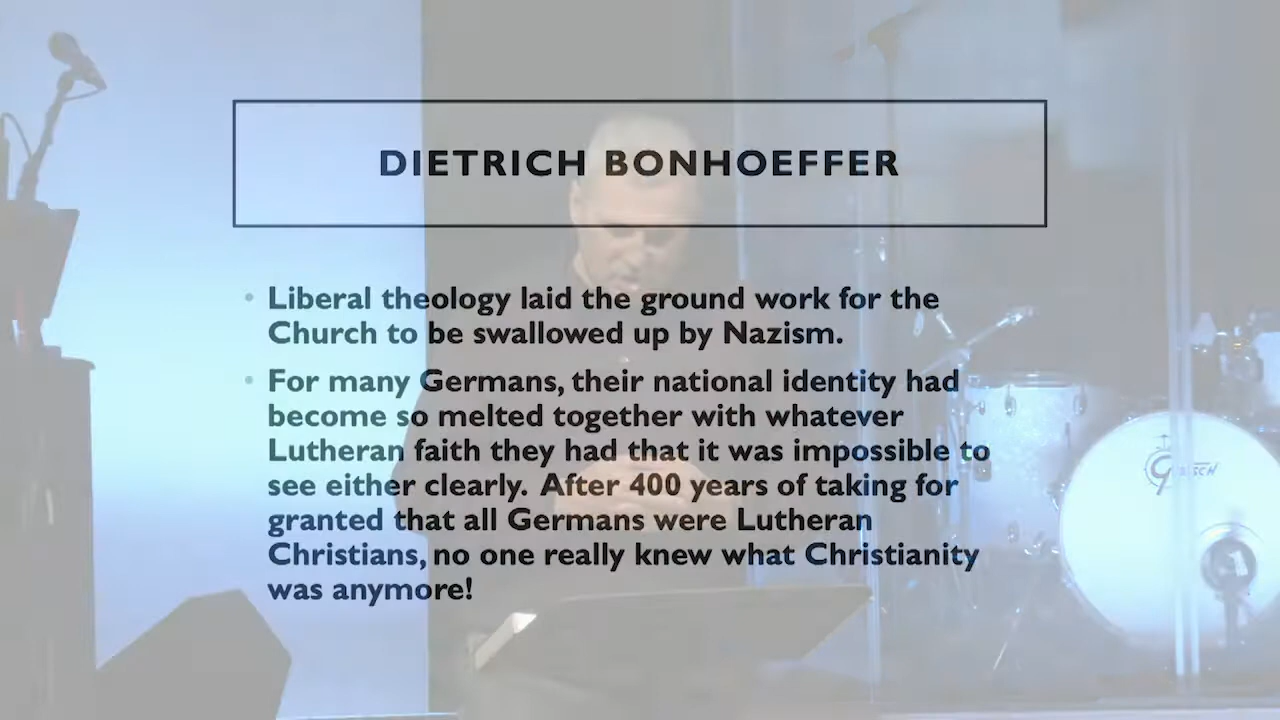 DIETRICH BONHOEFFER
• Liberal theology laid the ground work for the
Church to be swallowed up by Nazism.
• For many Germans, their national identity had
become so melted together with whatever
Lutheran faith they had that it was impossible to
see either clearly. After 400 years of taking for
granted that all Germans were Lutheran
Christians, no one really knew what Christianity
was anymore!
GRETSCH